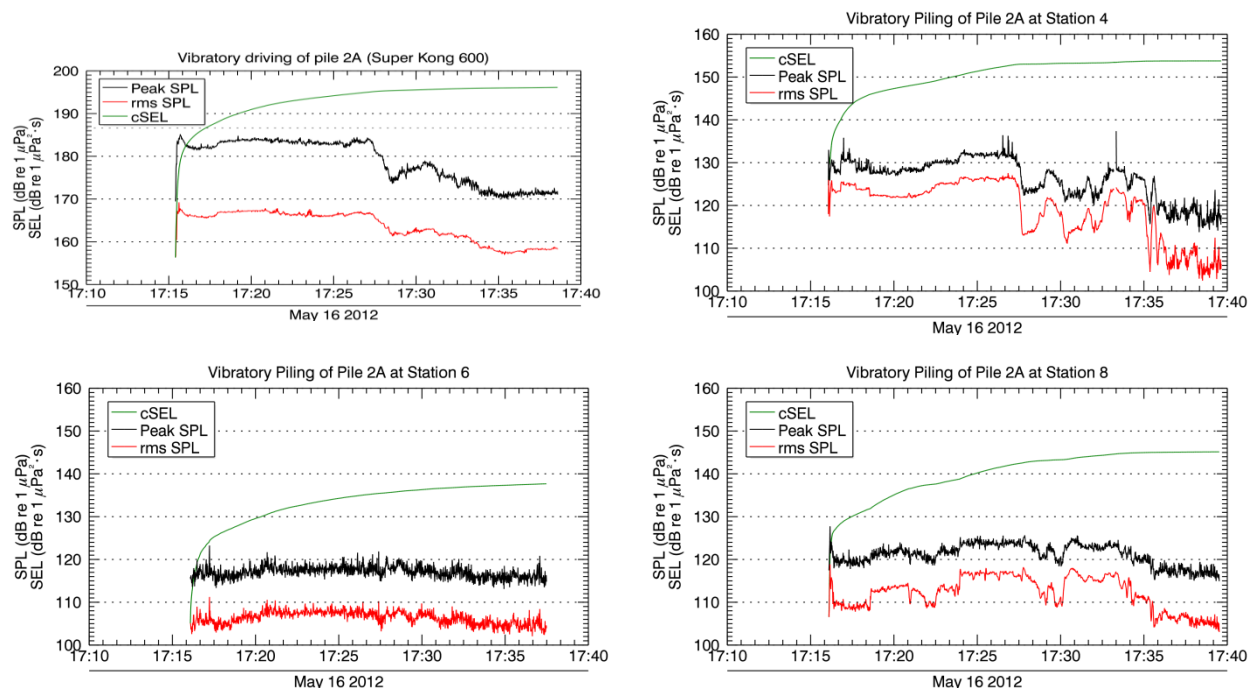 Vibratory driving of pile 2A (Super Kong 600)
200
190
180
170
160
150
SPL (dB re 1 μPa)
SEL (dB re 1 μPa²·s)
Peak SPL
rms SPL
cSEL
17:10 17:15 17:20 17:25 17:30 17:35 17:40
May 16 2012
Vibratory Piling of Pile 2A at Station 4
160
150
140
130
120
110
100
SPL (dB re 1 μPa)
SEL (dB re 1 μPa²·s)
cSEL
Peak SPL
rms SPL
17:10 17:15 17:20 17:25 17:30 17:35 17:40
May 16 2012
Vibratory Piling of Pile 2A at Station 6
160
150
140
130
120
110
100
SPL (dB re 1 μPa)
SEL (dB re 1 μPa²·s)
cSEL
Peak SPL
rms SPL
17:10 17:15 17:20 17:25 17:30 17:35 17:40
May 16 2012
Vibratory Piling of Pile 2A at Station 8
160
150
140
130
120
110
100
SPL (dB re 1 μPa)
SEL (dB re 1 μPa²·s)
cSEL
Peak SPL
rms SPL
17:10 17:15 17:20 17:25 17:30 17:35 17:40
May 16 2012